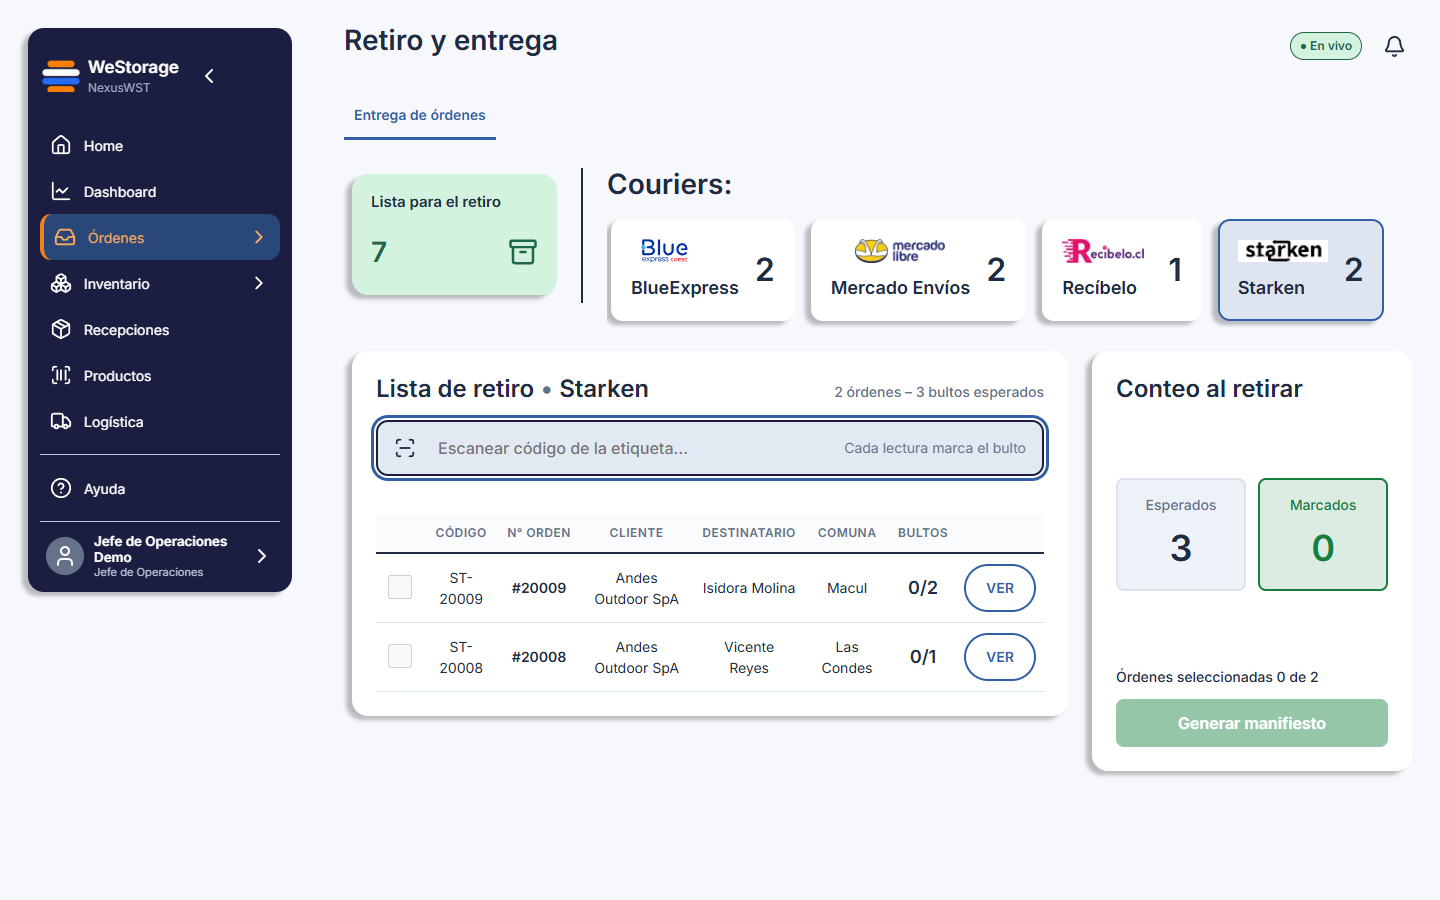 WeStorage
NexusWST
Home
Dashboard
Órdenes
Inventario
Recepciones
Productos
Logística
Ayuda
Jefe de Operaciones
Demo
Jefe de Operaciones
Retiro y entrega
• En vivo
Entrega de órdenes
Lista para el retiro
7
Couriers:
Blue
express COPEC
BlueExpress
2
mercado
libre
Mercado Envíos
2
Recibelo.cl
Recíbelo
1
starken
Starken
2
Lista de retiro • Starken
2 órdenes – 3 bultos esperados
Escanear código de la etiqueta...
Cada lectura marca el bulto
CÓDIGO N° ORDEN CLIENTE DESTINATARIO COMUNA BULTOS
ST-
20009
#20009
Andes
Outdoor SpA
Isidora Molina
Macul
0/2
VER
ST-
20008
#20008
Andes
Outdoor SpA
Vicente
Reyes
Las
Condes
0/1
VER
Conteo al retirar
Esperados
3
Marcados
0
Órdenes seleccionadas 0 de 2
Generar manifiesto